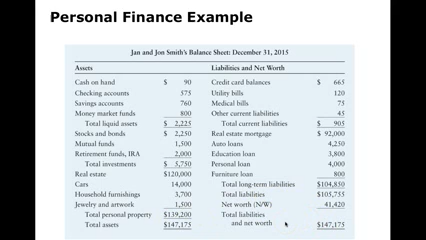 Personal Finance Example
Jan and Jon Smith's Balance Sheet: December 31, 2015
Assets Liabilities and Net Worth
Cash on hand $ 90 Credit card balances $ 665
Checking accounts 575 Utility bills 120
Savings accounts 760 Medical bills 75
Money market funds 800 Other current liabilities 45
Total liquid assets $ 2,225 Total current liabilities $ 905
Stocks and bonds $ 2,250 Real estate mortgage $ 92,000
Mutual funds 1,500 Auto loans 4,250
Retirement funds, IRA 2,000 Education loan 3,800
Total investments $ 5,750 Personal loan 4,000
Real estate $120,000 Furniture loan 800
Cars 14,000 Total long-term liabilities $104,850
Household furnishings 3,700 Total liabilities $105,755
Jewelry and artwork 1,500 Net worth (N/W) 41,420
Total personal property $139,200 Total liabilities
Total assets $147,175 and net worth $147,175